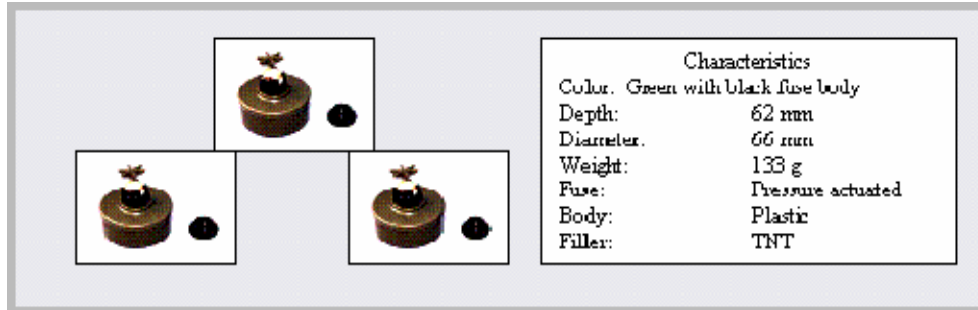 Characteristics
Color: Green with black fuse body
Depth: 62 mm
Diameter: 66 mm
Weight: 133 g
Fuse: Pressure actuated
Body: Plastic
Filler: TNT